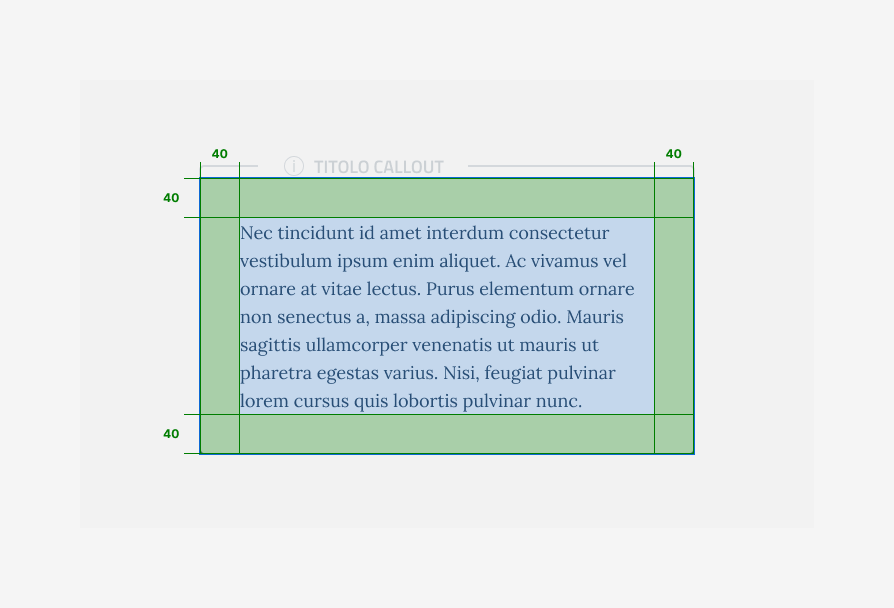 40
40
TITOLO CALLOUT
40
Nec tincidunt id amet interdum consectetur
vestibulum ipsum enim aliquet. Ac vivamus vel
ornare at vitae lectus. Purus elementum ornare
non senectus a, massa adipiscing odio. Mauris
sagittis ullamcorper venenatis ut mauris ut
pharetra egestas varius. Nisi, feugiat pulvinar
lorem cursus quis lobortis pulvinar nunc.
40